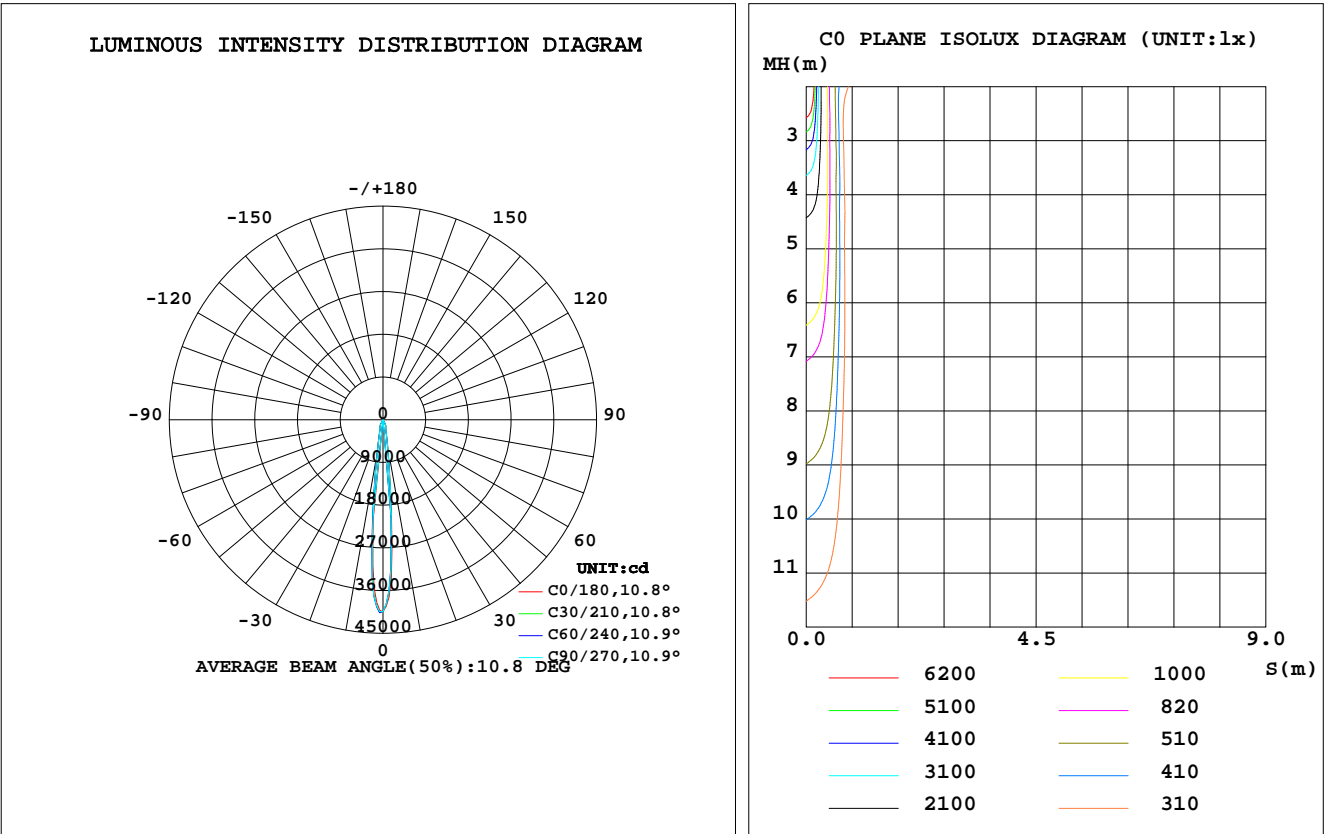 LUMINOUS INTENSITY DISTRIBUTION DIAGRAM
-/+180
-150 150
-120 120
-90 0 90
9000
18000
-60 27000 60
UNIT:cd
36000 C0/180,10.8°
-30 30 C30/210,10.8°
45000 C60/240,10.9°
0 C90/270,10.9°
AVERAGE BEAM ANGLE(50%):10.8 DEG
C0 PLANE ISOLUX DIAGRAM (UNIT:lx)
MH(m)
3
4
5
6
7
8
9
10
11
0.0 4.5 9.0
S(m)
6200 1000
5100 820
4100 510
3100 410
2100 310